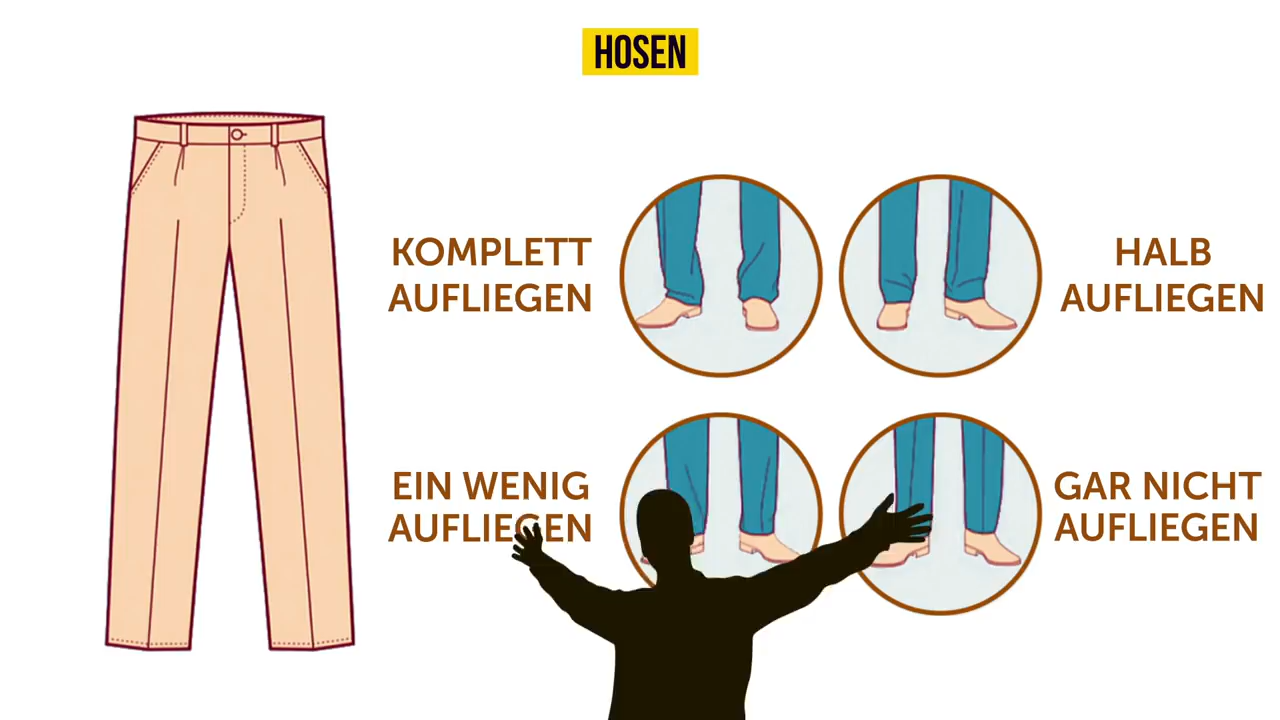 HOSEN
KOMPLETT
AUFLIEGEN
HALB
AUFLIEGEN
EIN WENIG
AUFLIEGEN
GAR NICHT
AUFLIEGEN